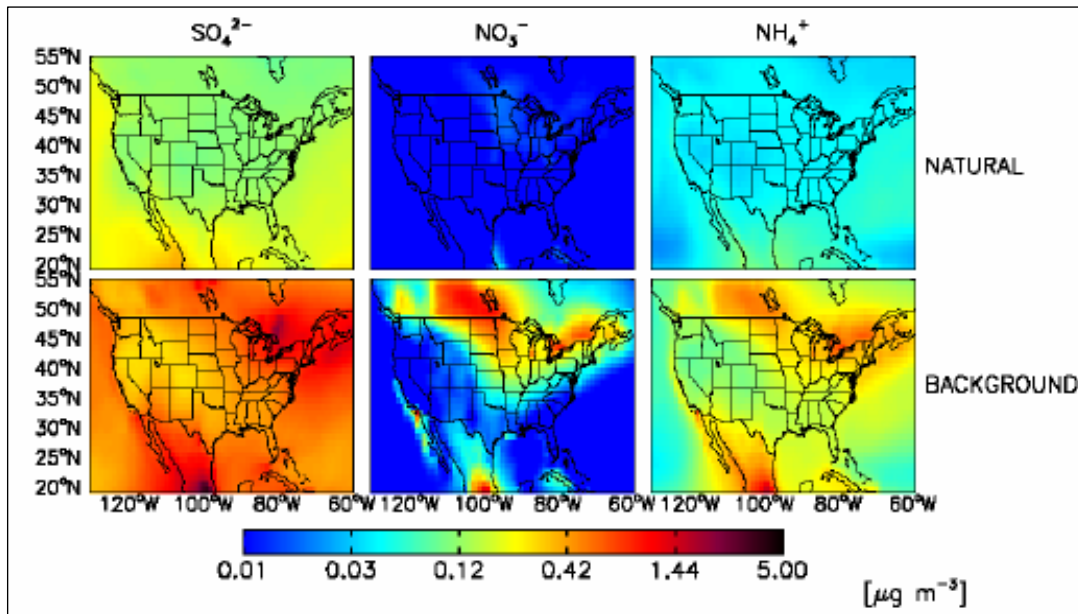 SO₄²⁻ NO₃⁻ NH₄⁺
55°N 
50°N
45°N
40°N
35°N
30°N
25°N
20°N
NATURAL
55°N
50°N
45°N
40°N
35°N
30°N
25°N
20°N
BACKGROUND
120°W 100°W 80°W 60°W 120°W 100°W 80°W 60°W 120°W 100°W 80°W 60°W
0.01 0.03 0.12 0.42 1.44 5.00
[μg m⁻³]